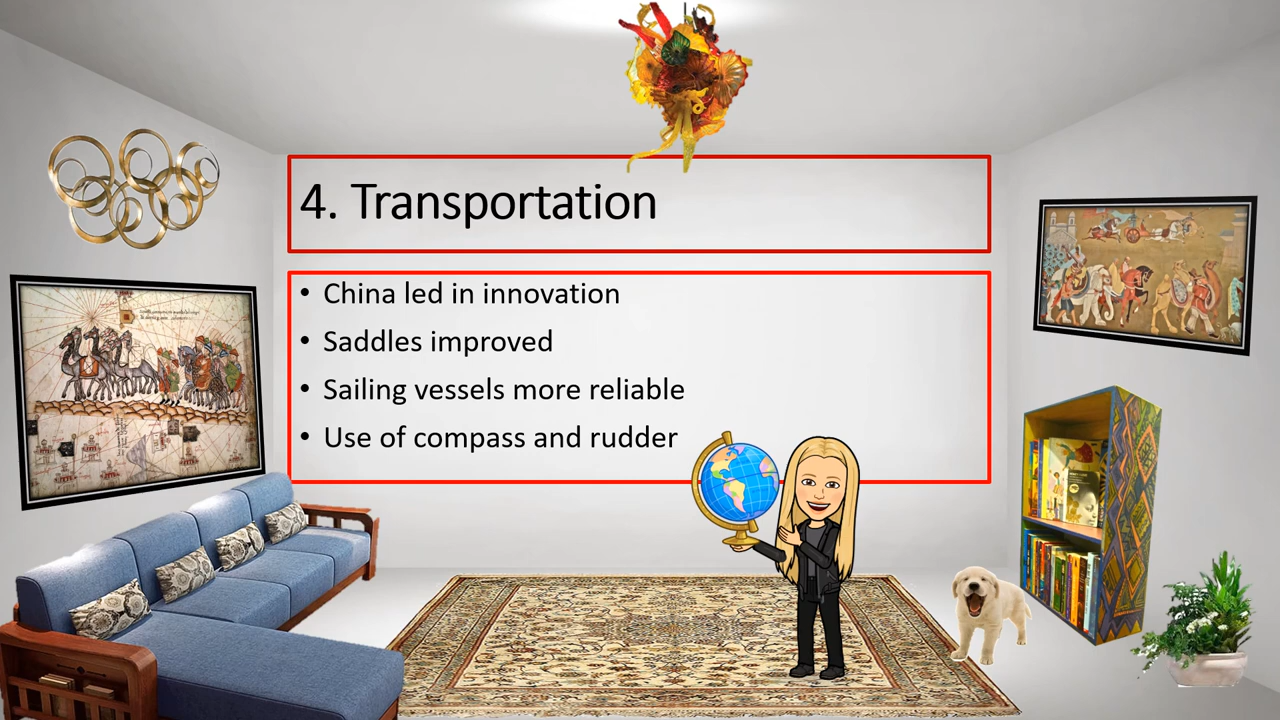 4. Transportation
• China led in innovation
• Saddles improved
• Sailing vessels more reliable
• Use of compass and rudder